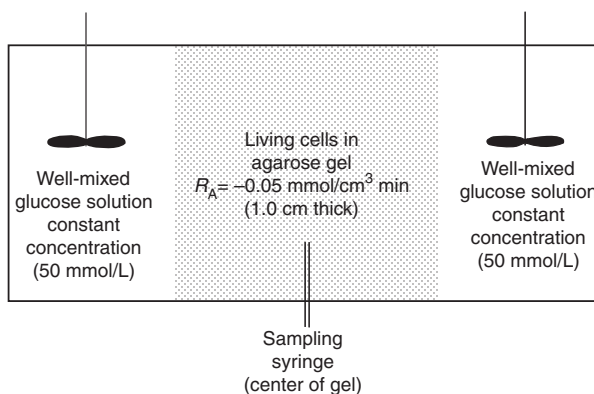 Well-mixed
glucose solution
constant
concentration
(50 mmol/L)
Living cells in
agarose gel
R_A= –0.05 mmol/cm³ min
(1.0 cm thick)
Well-mixed
glucose solution
constant
concentration
(50 mmol/L)
Sampling
syringe
(center of gel)